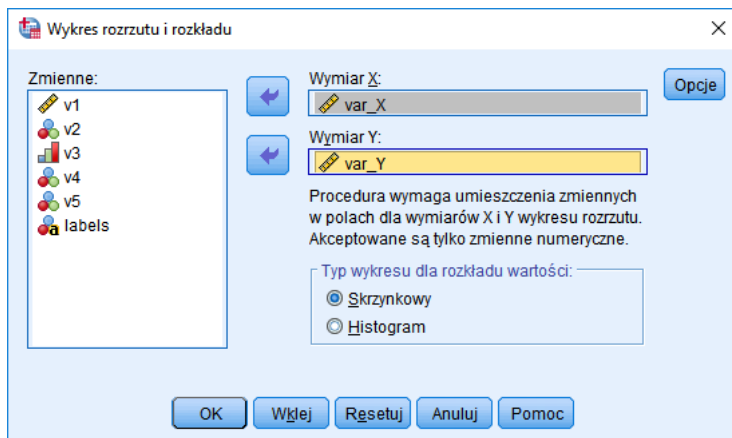 Wykres rozrzutu i rozkładu
Zmienne:
v1
v2
v3
v4
v5
labels
Wymiar X:
var_X
Wymiar Y:
var_Y
Procedura wymaga umieszczenia zmiennych
w polach dla wymiarów X i Y wykresu rozrzutu.
Akceptowane są tylko zmienne numeryczne.
Typ wykresu dla rozkładu wartości:
Skrzynkowy
Histogram
Opcje
OK
Wklej
Resetuj
Anuluj
Pomoc